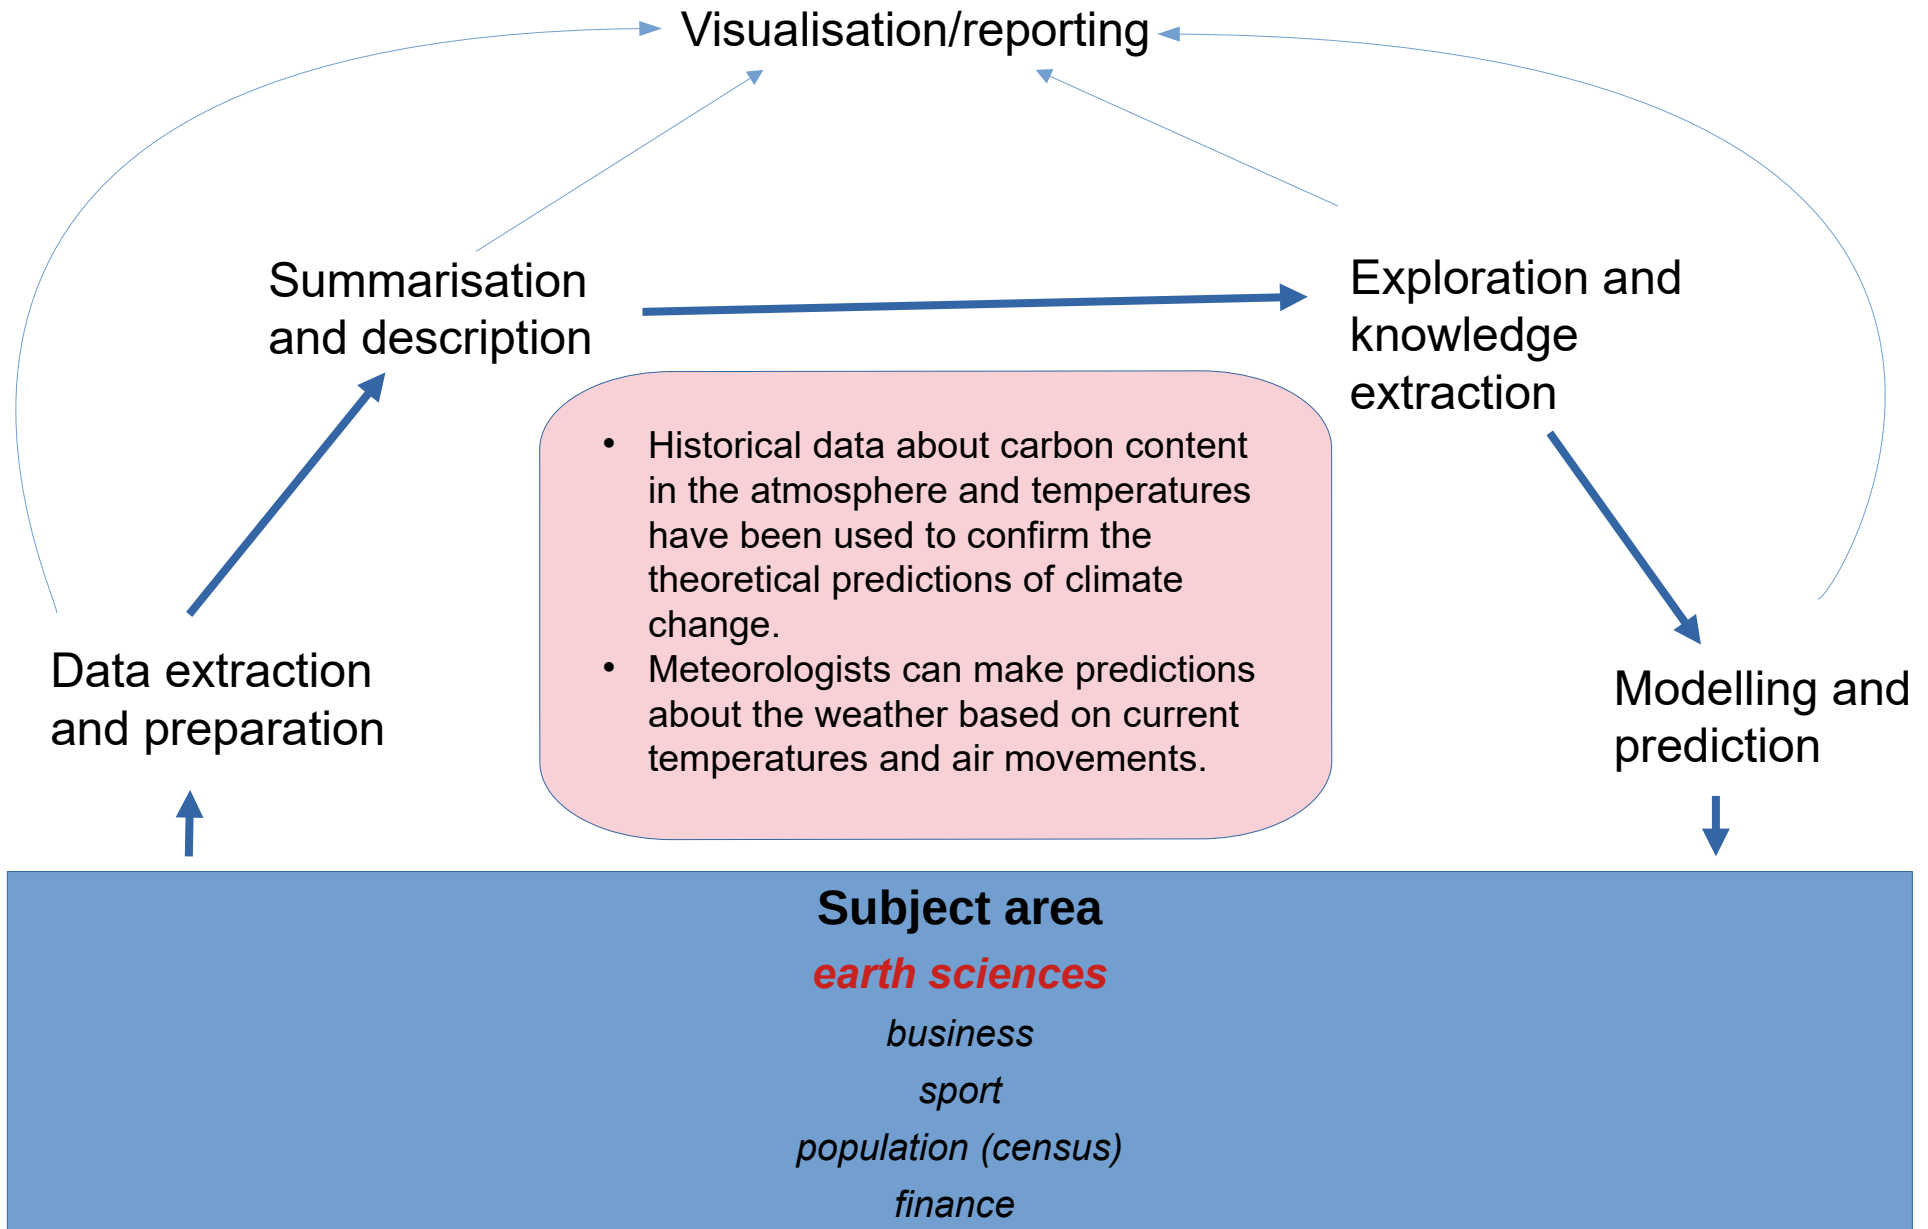 Visualisation/reporting
Summarisation
and description
Exploration and
knowledge
extraction
• Historical data about carbon content
in the atmosphere and temperatures
have been used to confirm the
theoretical predictions of climate
change.
• Meteorologists can make predictions
about the weather based on current
temperatures and air movements.
Data extraction
and preparation
Modelling and
prediction
Subject area
earth sciences
business
sport
population (census)
finance